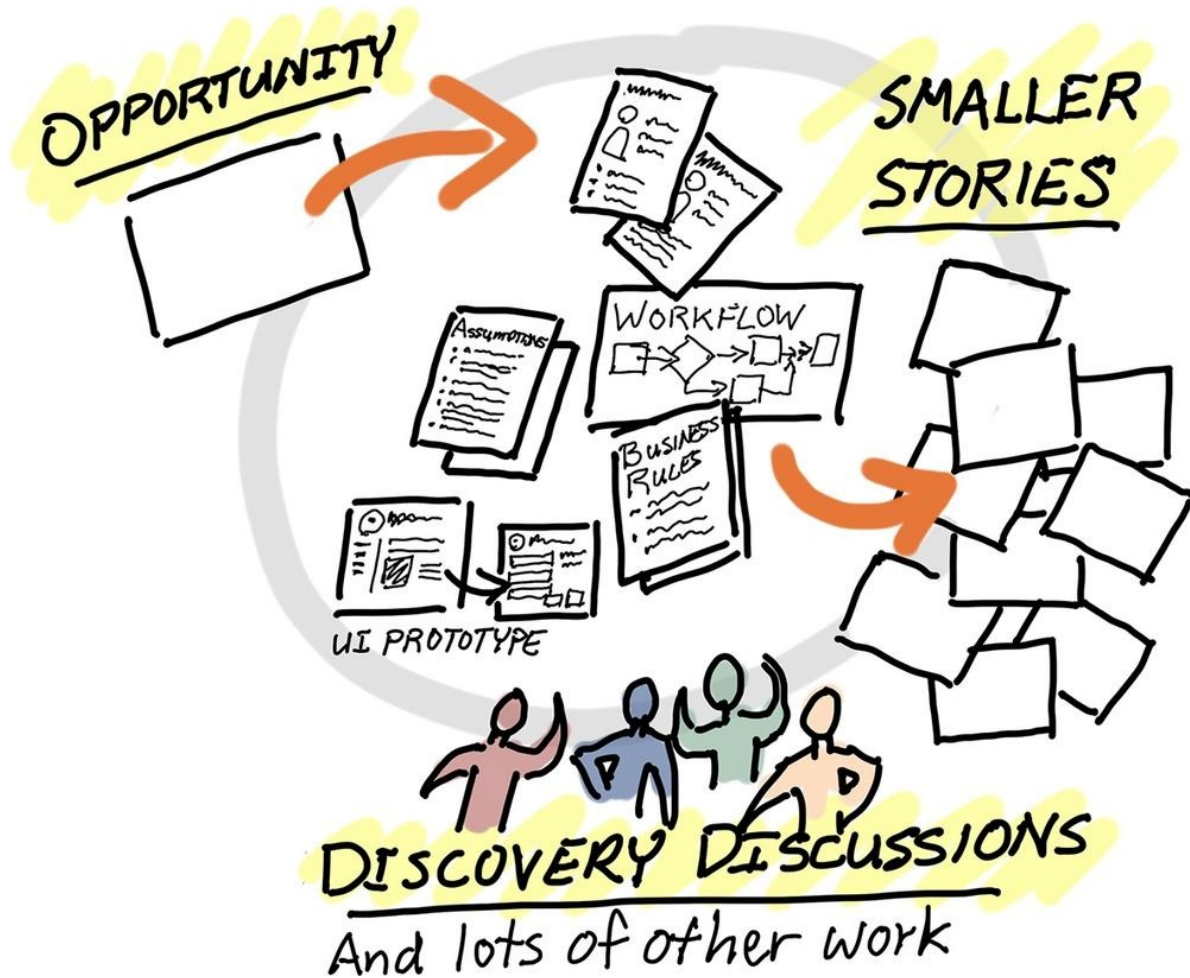 OPPORTUNITY
SMALLER
STORIES
WORKFLOW
ASSUMPTIONS
BUSINESS
RULES
UI PROTOTYPE
DISCOVERY DISCUSSIONS
And lots of other work